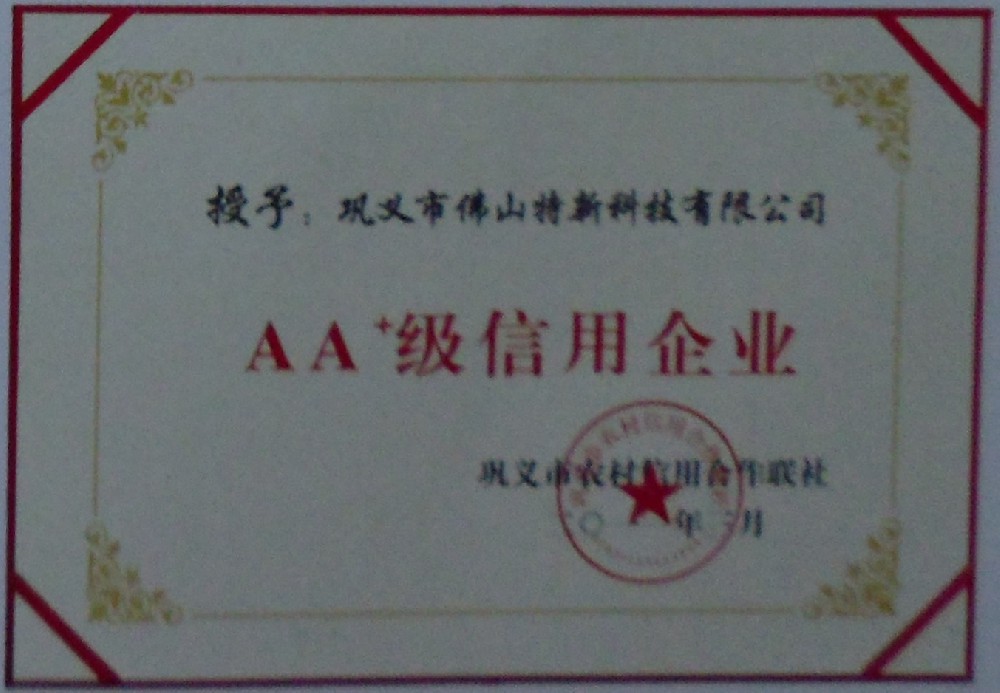 授予：巩义市佛山特新科技有限公司
AA+级信用企业
巩义市农村信用合作联社
年 月